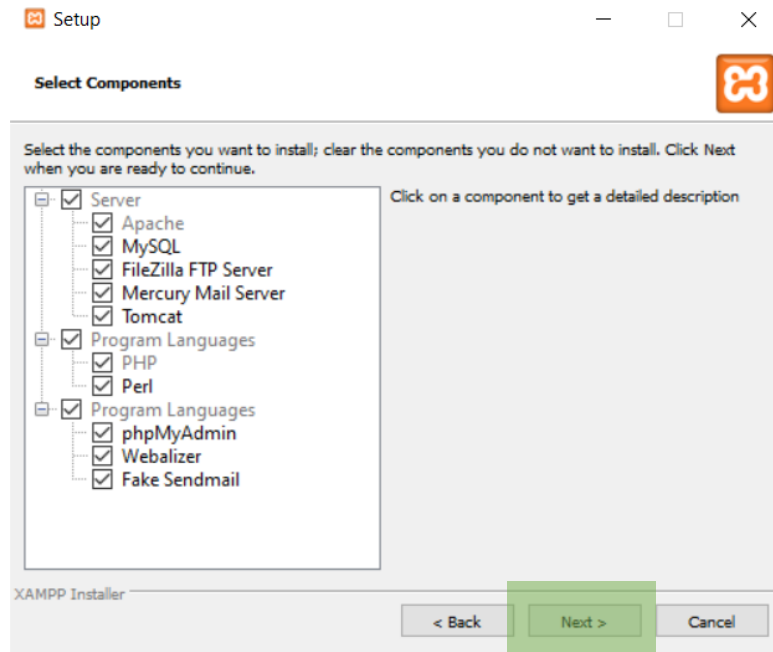 Setup
Select Components
Select the components you want to install; clear the components you do not want to install. Click Next
when you are ready to continue.
Server
Apache
MySQL
FileZilla FTP Server
Mercury Mail Server
Tomcat
Program Languages
PHP
Perl
Program Languages
phpMyAdmin
Webalizer
Fake Sendmail
Click on a component to get a detailed description
XAMPP Installer
< Back
Next >
Cancel